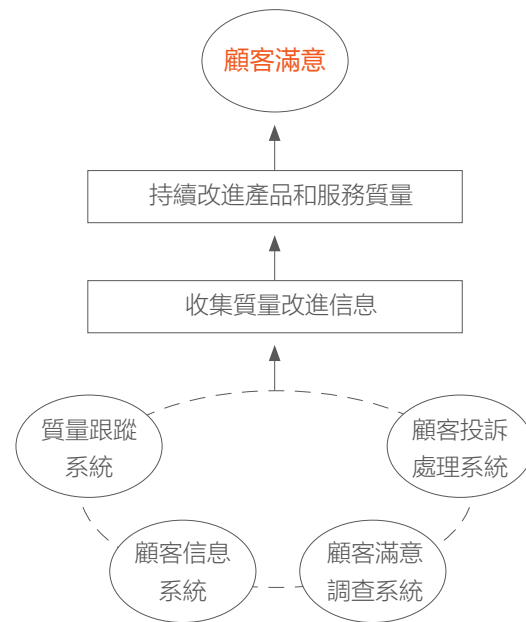 顧客滿意
持續改進產品和服務質量
收集質量改進信息
質量跟蹤
系統
顧客投訴
處理系統
顧客信息
系統
顧客滿意
調查系統